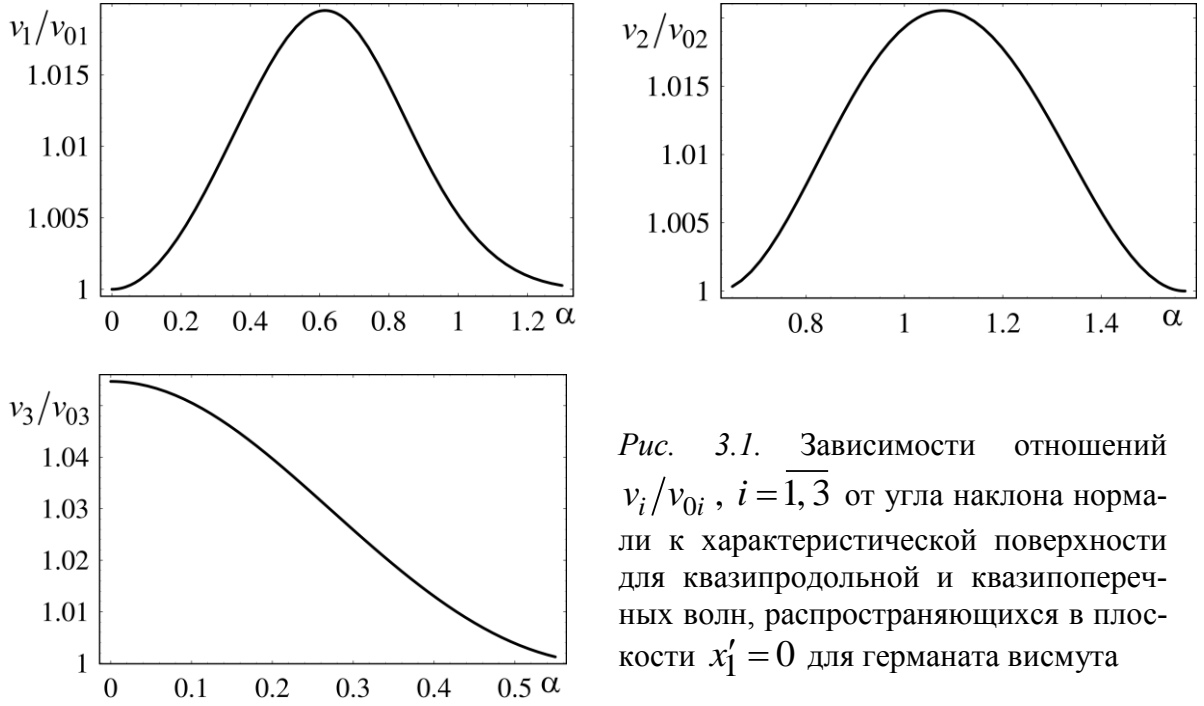 v₁/v₀₁
1.015
1.01
1.005
1
0 0.2 0.4 0.6 0.8 1 1.2 α
v₂/v₀₂
1.015
1.01
1.005
1
0.8 1 1.2 1.4 α
v₃/v₀₃
1.04
1.03
1.02
1.01
1
0 0.1 0.2 0.3 0.4 0.5 α
Рис. 3.1. Зависимости отношений
vᵢ/v₀ᵢ , i = 1, 3 от угла наклона норма-
ли к характеристической поверхности
для квазипродольной и квазипопереч-
ных волн, распространяющихся в плос-
кости x₁′ = 0 для германата висмута